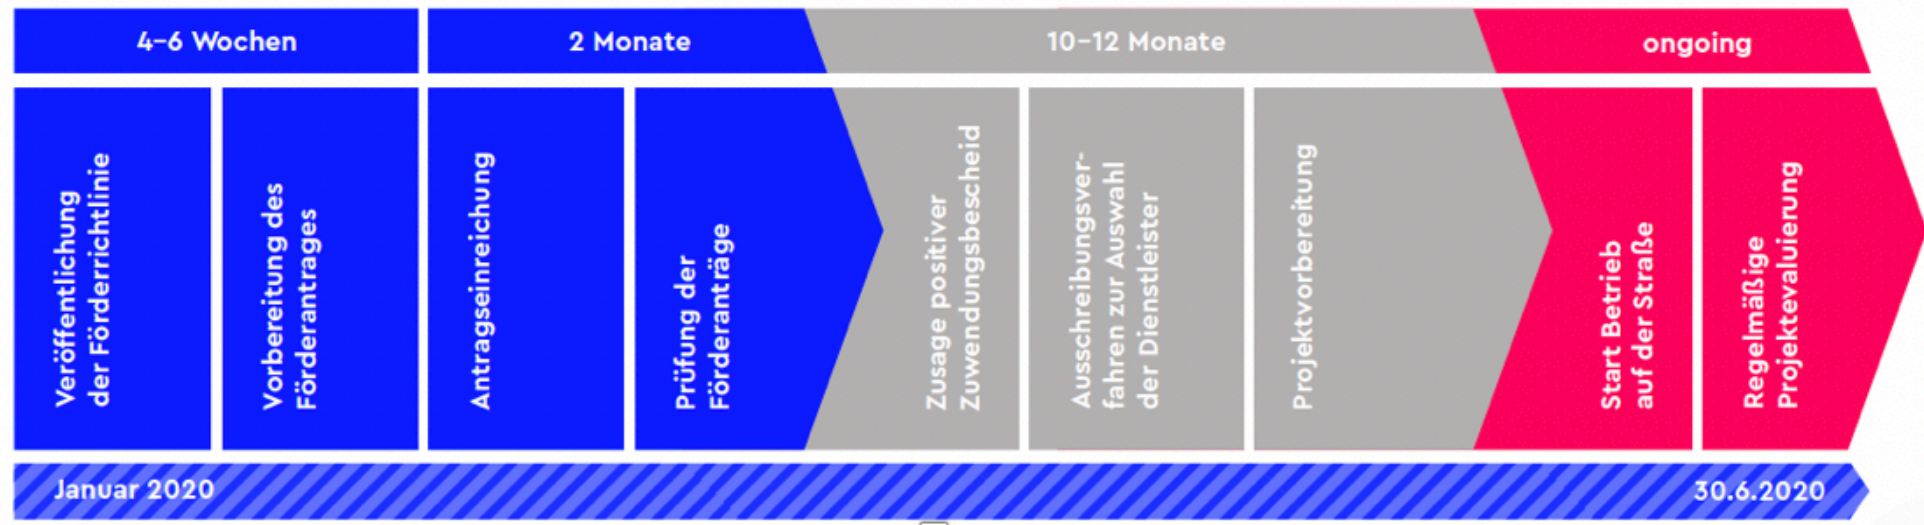 4–6 Wochen
2 Monate
10–12 Monate
ongoing
Veröffentlichung
der Förderrichtlinie
Vorbereitung des
Förderantrages
Antragseinreichung
Prüfung der
Förderanträge
Zusage positiver
Zuwendungsbescheid
Ausschreibungsver-
fahren zur Auswahl
der Dienstleister
Projektvorbereitung
Start Betrieb
auf der Straße
Regelmäßige
Projektevaluierung
Januar 2020
30.6.2020